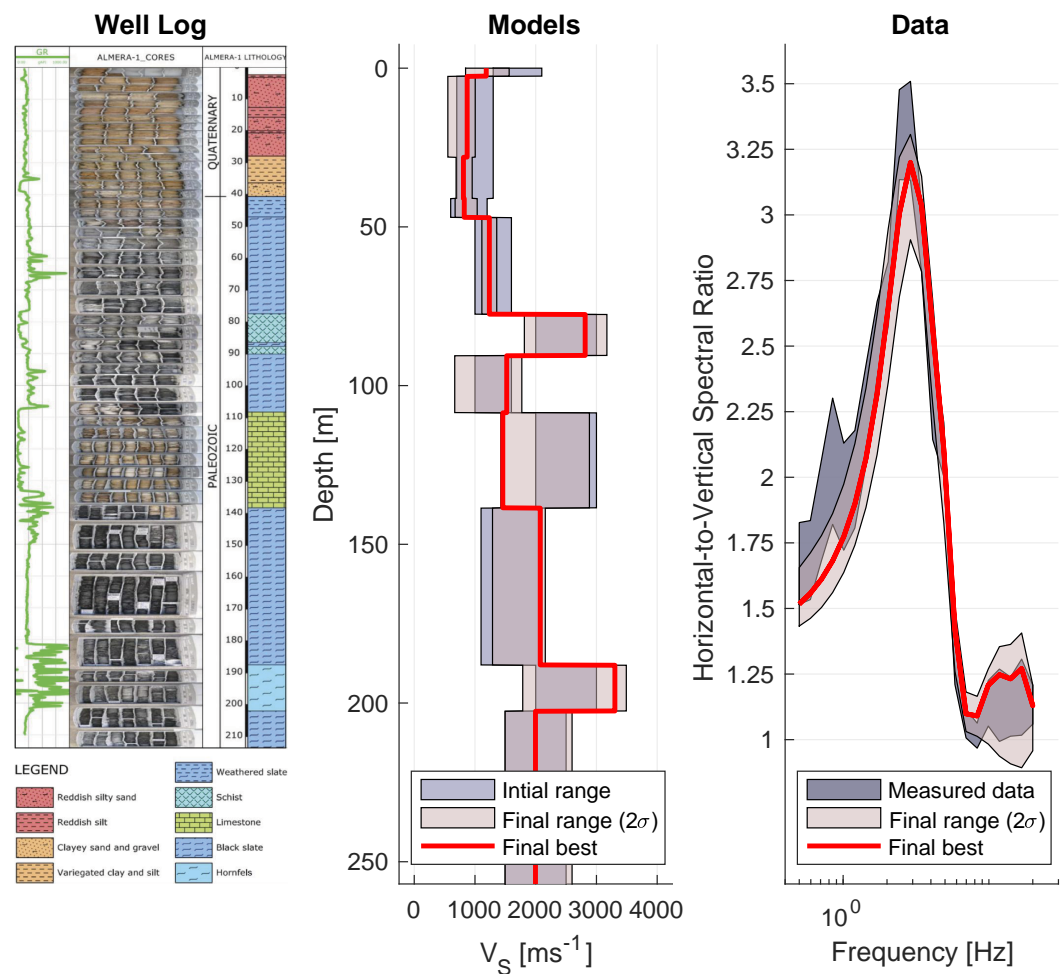 Well Log
GR
ALMERA-1_CORES
ALMERA-1 LITHOLOGY
QUATERNARY
PALEOZOIC
10
20
30
40
50
60
70
80
90
100
110
120
130
140
150
160
170
180
190
200
210
LEGEND
Reddish silty sand
Reddish silt
Clayey sand and gravel
Variegated clay and silt
Weathered slate
Schist
Limestone
Black slate
Hornfels
Models
0
50
100
150
200
250
Depth [m]
Intial range
Final range (2σ)
Final best
0 1000 2000 3000 4000
V_S [ms⁻¹]
Data
3.5
3.25
3
2.75
2.5
2.25
2
1.75
1.5
1.25
1
Horizontal-to-Vertical Spectral Ratio
Measured data
Final range (2σ)
Final best
10⁰
Frequency [Hz]